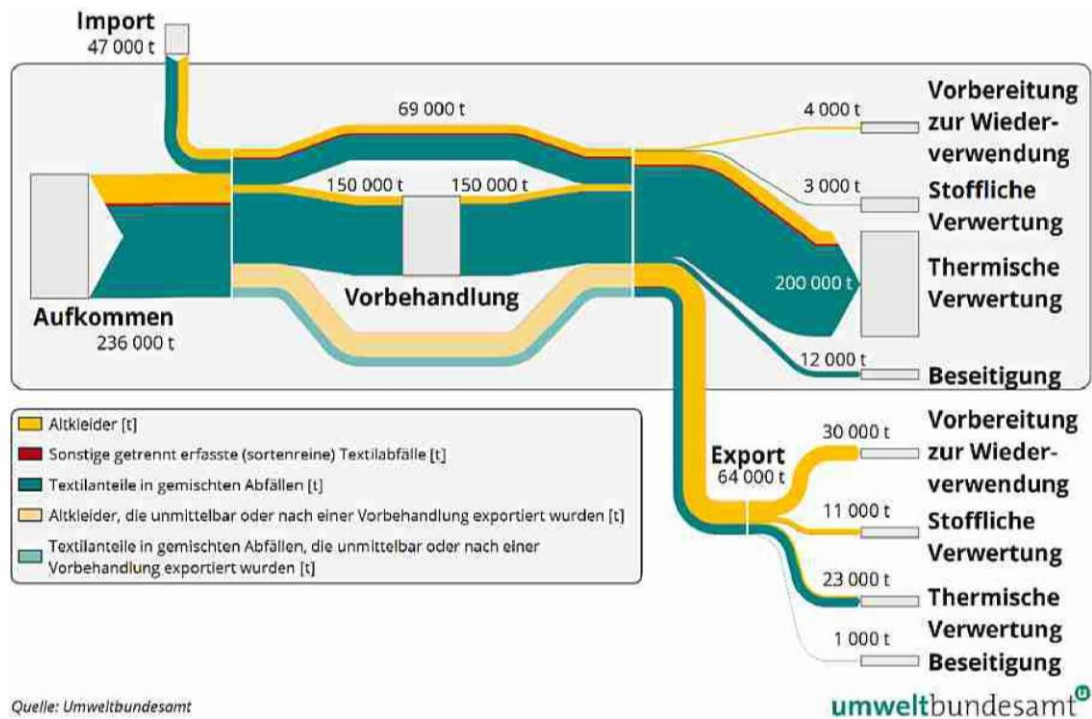 Import
47 000 t
69 000 t
4 000 t
Vorbereitung
zur Wieder-
verwendung
150 000 t
150 000 t
3 000 t
Stoffliche
Verwertung
Vorbehandlung
200 000 t
Thermische
Verwertung
Aufkommen
236 000 t
12 000 t
Beseitigung
Altkleider [t]
Sonstige getrennt erfasste (sortenreine) Textilabfälle [t]
Textilanteile in gemischten Abfällen [t]
Altkleider, die unmittelbar oder nach einer Vorbehandlung exportiert wurden [t]
Textilanteile in gemischten Abfällen, die unmittelbar oder nach einer
Vorbehandlung exportiert wurden [t]
Export
64 000 t
30 000 t
Vorbereitung
zur Wieder-
verwendung
11 000 t
Stoffliche
Verwertung
23 000 t
Thermische
Verwertung
1 000 t
Beseitigung
Quelle: Umweltbundesamt
umweltbundesamt u